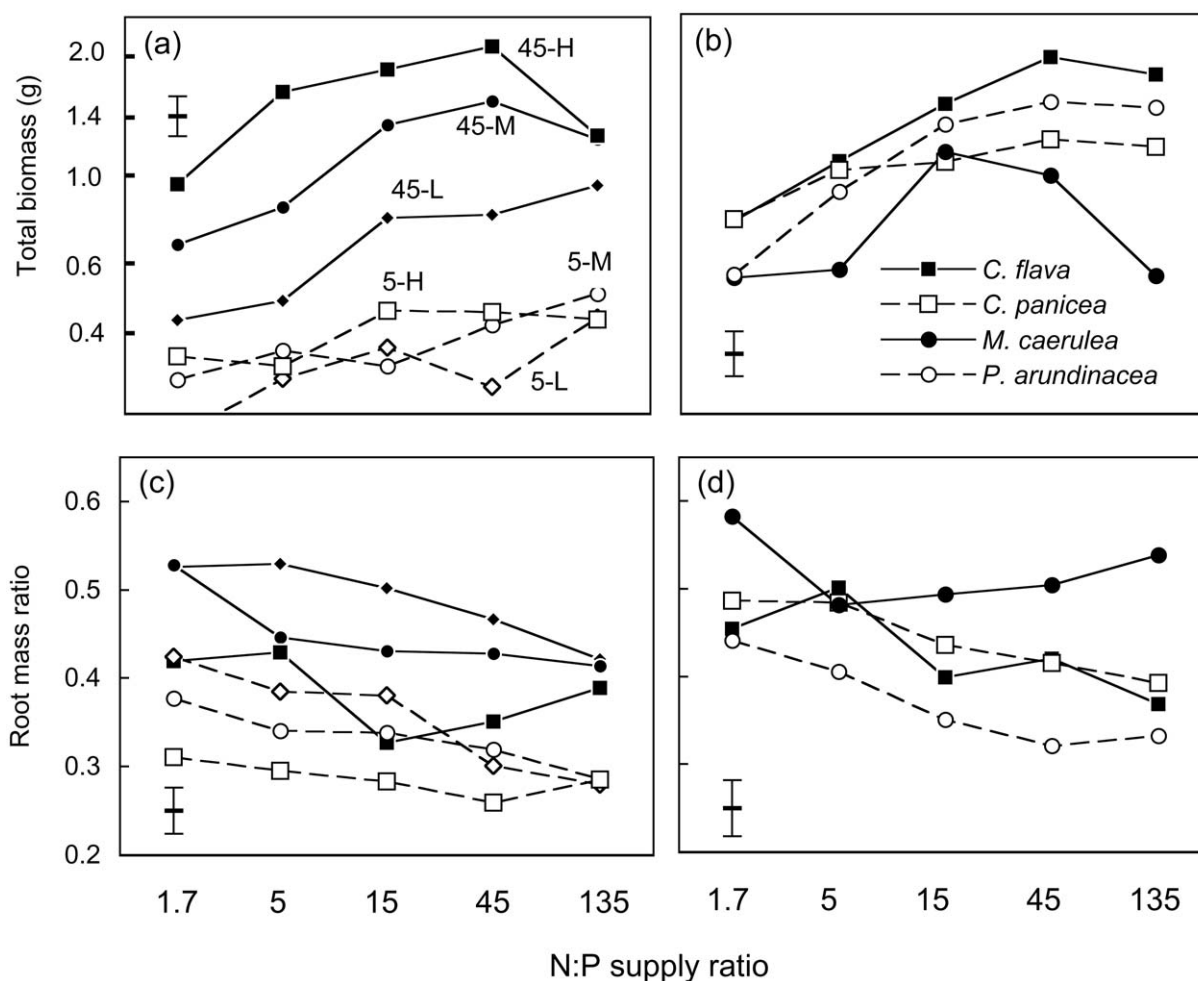 (a)
(b)
Total biomass (g)
2.0
1.4
1.0
0.6
0.4
45-H
45-M
45-L
5-H
5-M
5-L
C. flava
C. panicea
M. caerulea
P. arundinacea
(c)
(d)
Root mass ratio
0.6
0.5
0.4
0.3
0.2
1.7 5 15 45 135
1.7 5 15 45 135
N:P supply ratio